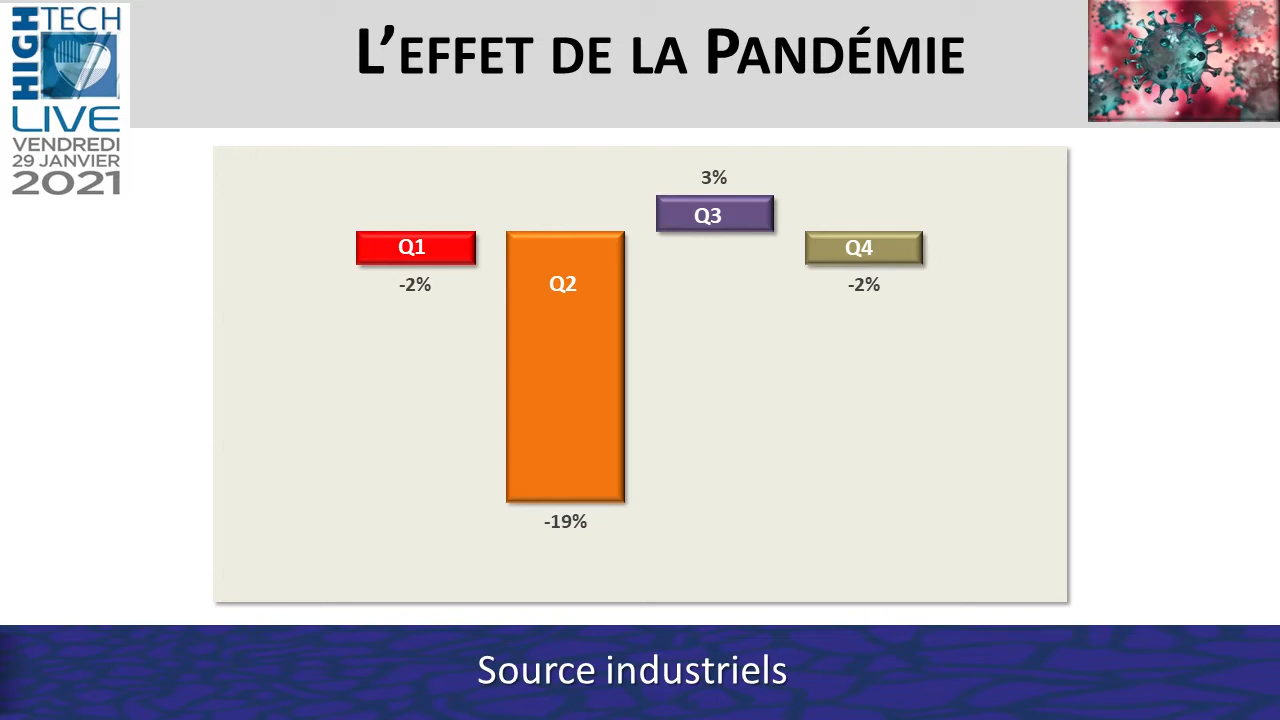 HIGH TECH
LIVE
VENDREDI
29 JANVIER
2021
L'EFFET DE LA PANDÉMIE
3%
Q3
Q1
Q4
-2%
Q2
-2%
-19%
Source industriels